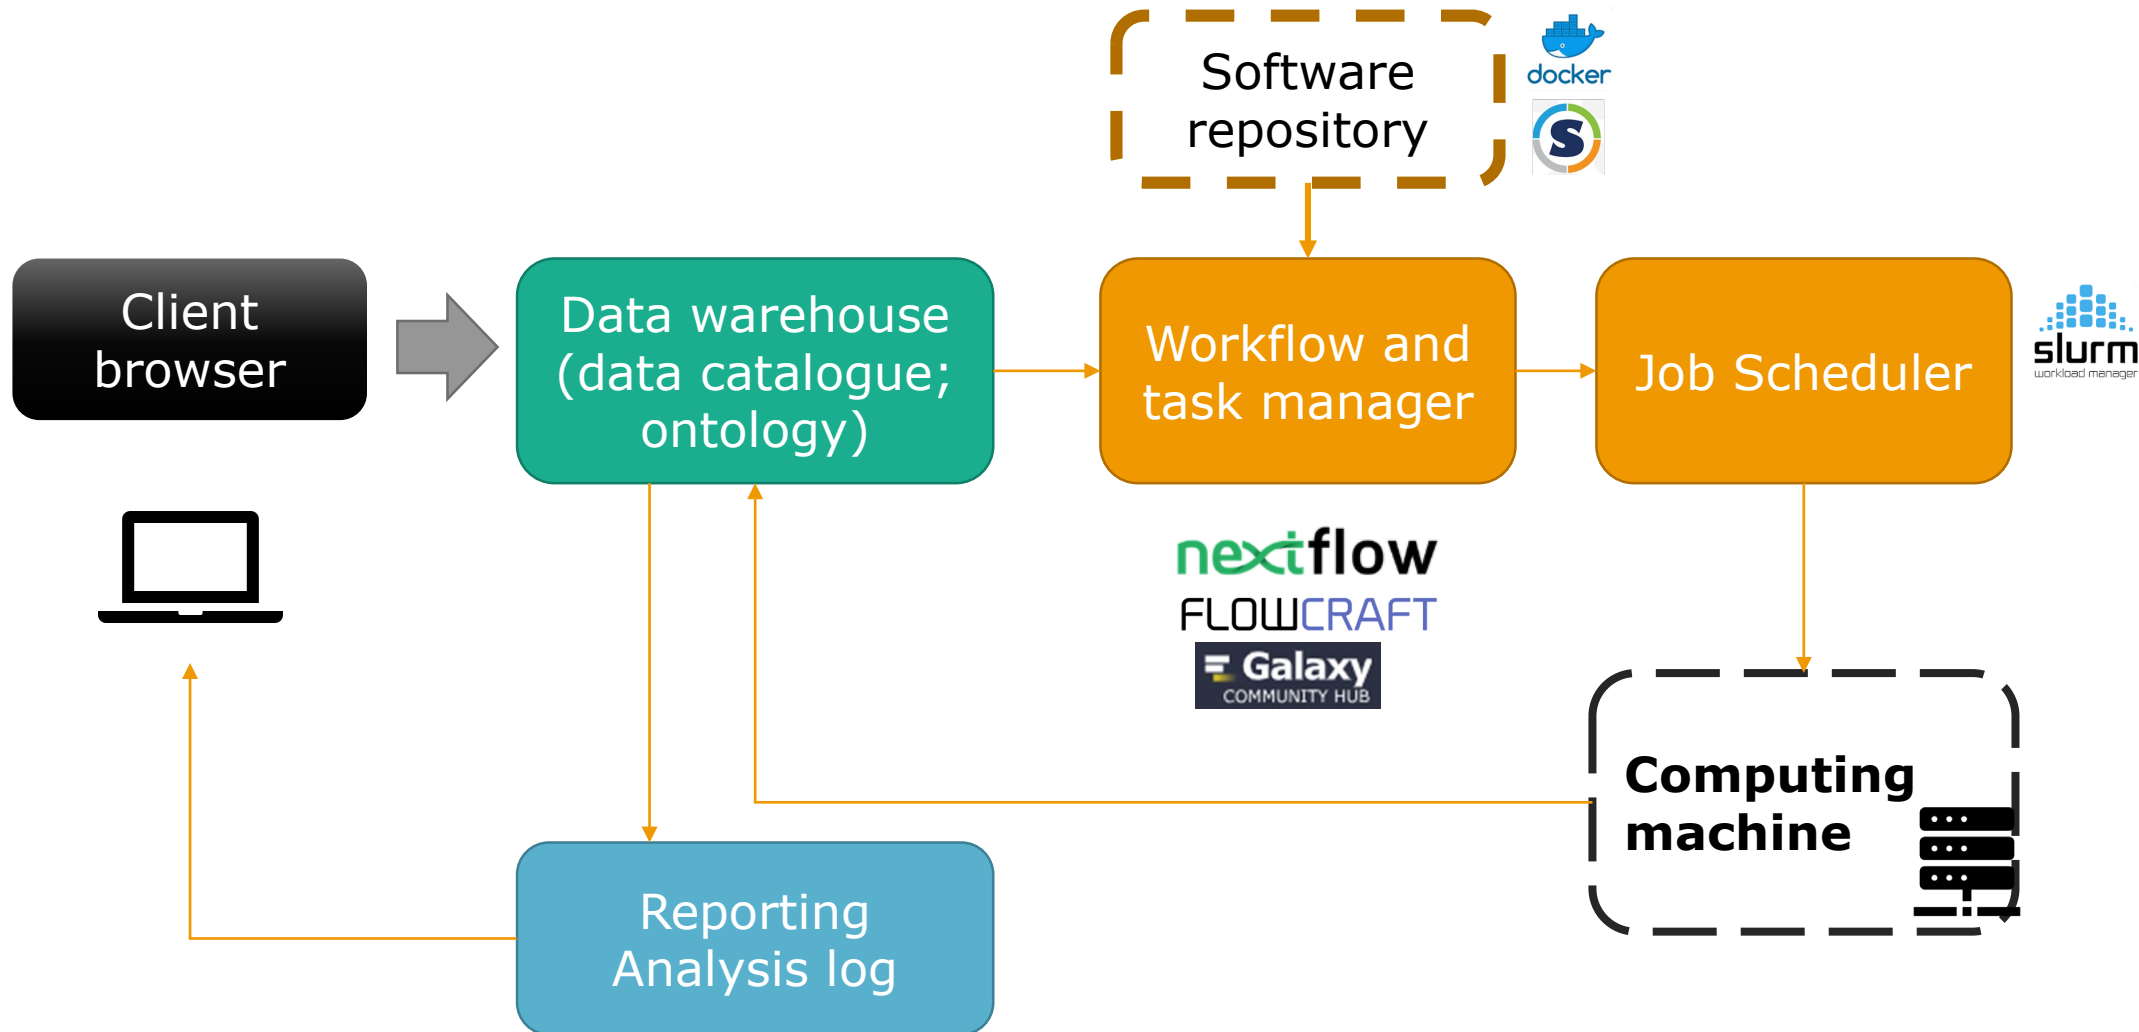 Software
repository
docker
S
Client
browser
Data warehouse
(data catalogue;
ontology)
Workflow and
task manager
Job Scheduler
slurm
workload manager
nextflow
FLOWCRAFT
Galaxy
COMMUNITY HUB
Computing
machine
Reporting
Analysis log